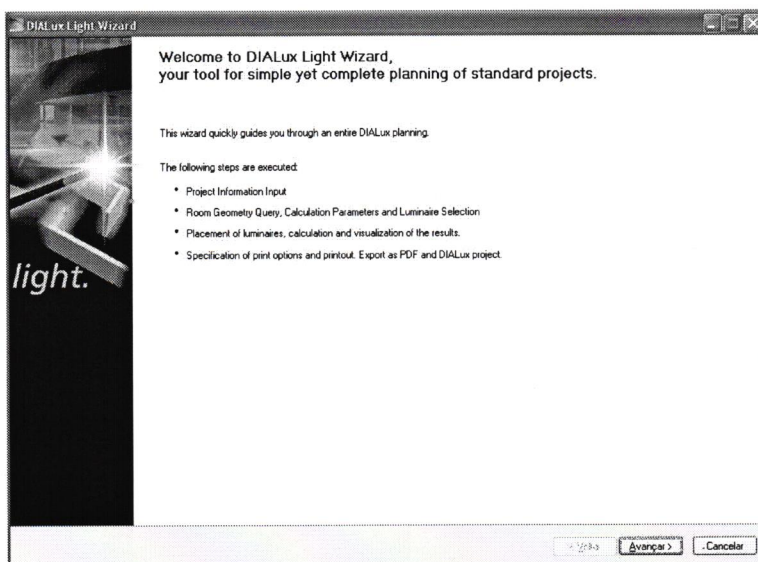 DIALux Light Wizard
Welcome to DIALux Light Wizard,
your tool for simple yet complete planning of standard projects.
This wizard quickly guides you through an entire DIALux planning.
The following steps are executed:
• Project Information Input
• Room Geometry Query, Calculation Parameters and Luminaire Selection
• Placement of luminaires, calculation and visualization of the results.
• Specification of print options and printout. Export as PDF and DIALux project.
light.
Avançar > Cancelar